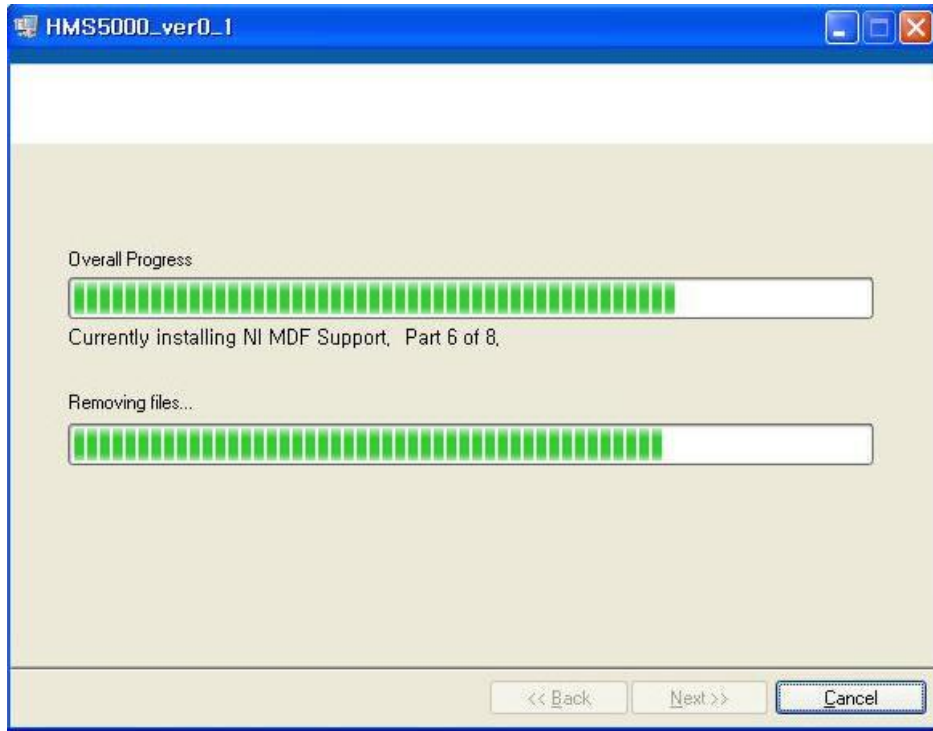 HMS5000_ver0_1
Overall Progress
Currently installing NI MDF Support, Part 6 of 8,
Removing files...
<< Back
Next >>
Cancel